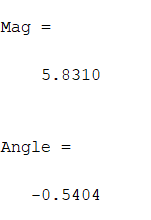 Mag =
5.8310
Angle =
-0.5404